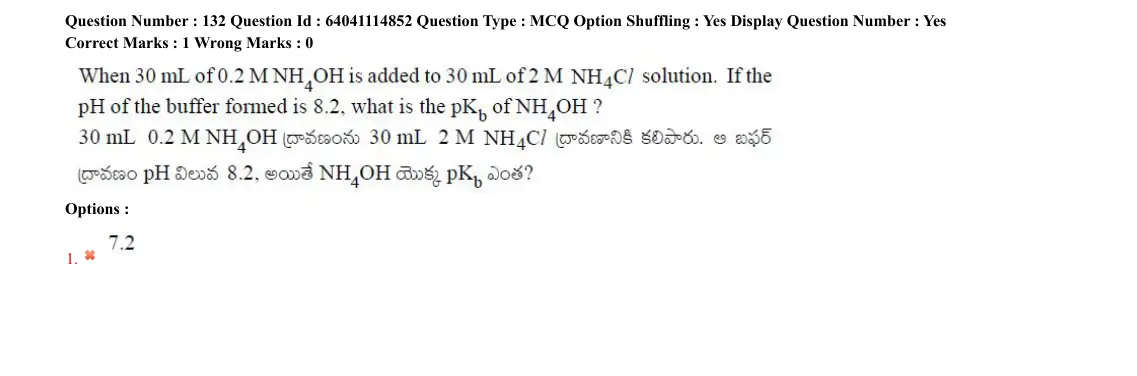 Question Number : 132 Question Id : 64041114852 Question Type : MCQ Option Shuffling : Yes Display Question Number : Yes
Correct Marks : 1 Wrong Marks : 0
When 30 mL of 0.2 M NH₄OH is added to 30 mL of 2 M NH₄Cl solution. If the
pH of the buffer formed is 8.2, what is the pK_b of NH₄OH ?
30 mL 0.2 M NH₄OH ద్రావణంను 30 mL 2 M NH₄Cl ద్రావణానికి కలిపారు. ఆ బఫర్
ద్రావణం pH విలువ 8.2, అయితే NH₄OH యొక్క pK_b ఎంత?
Options :
7.2
1.